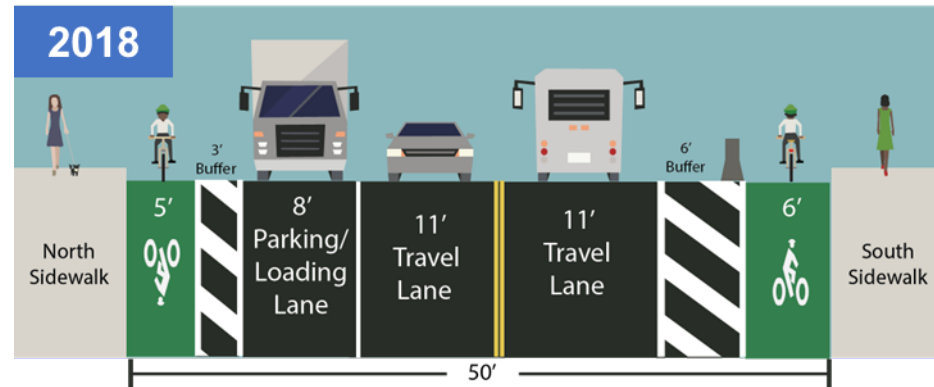 2018
3'
Buffer
6'
Buffer
North
Sidewalk
5'
8'
Parking/
Loading
Lane
11'
Travel
Lane
11'
Travel
Lane
6'
South
Sidewalk
50'